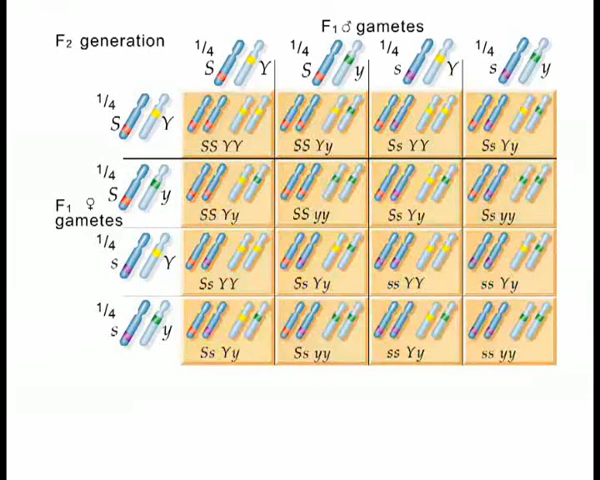 F1 ♂ gametes
F2 generation
1/4 S Y
1/4 S y
1/4 s Y
1/4 s y
1/4 S Y
SS YY
SS Yy
Ss YY
Ss Yy
F1 ♀ gametes
1/4 S y
SS Yy
SS yy
Ss Yy
Ss yy
1/4 s Y
Ss YY
Ss Yy
ss YY
ss Yy
1/4 s y
Ss Yy
Ss yy
ss Yy
ss yy